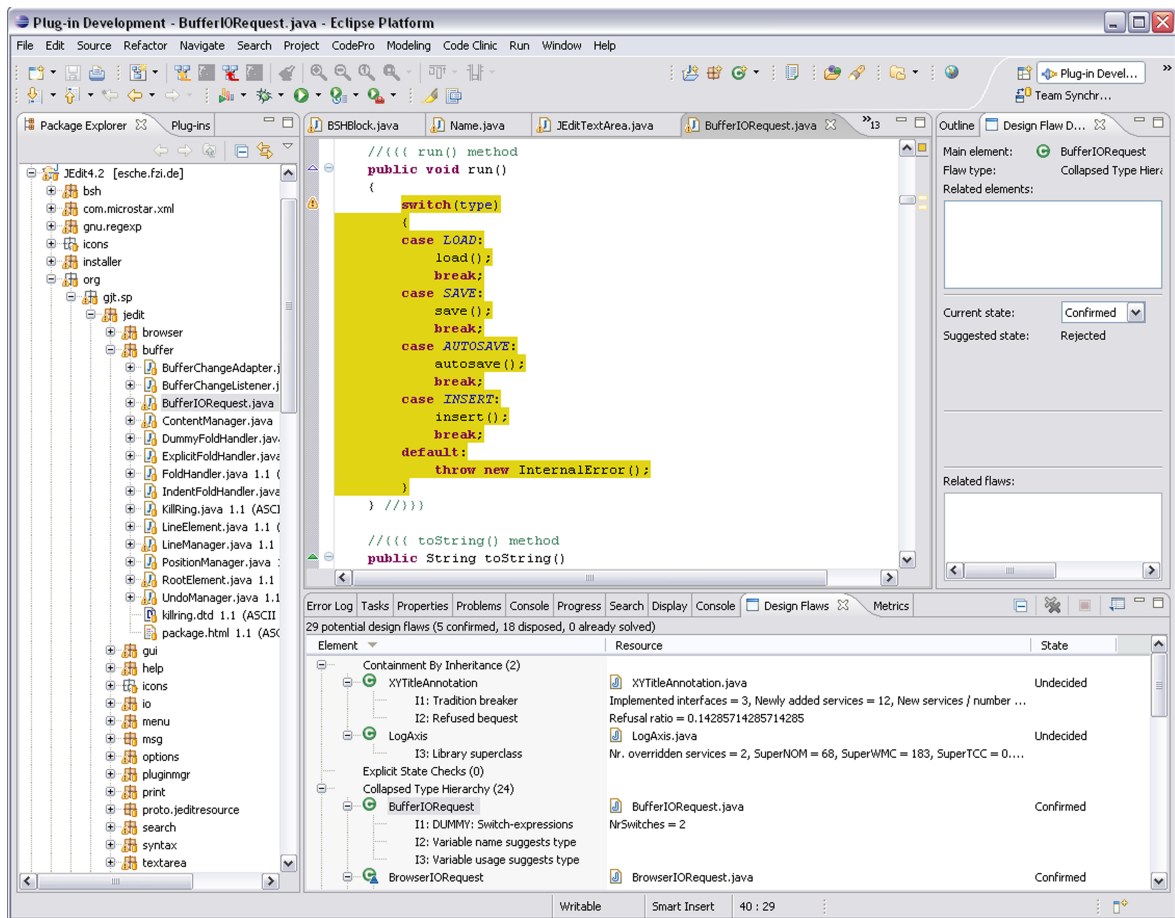 Plug-in Development - BufferIORequest.java - Eclipse Platform
File Edit Source Refactor Navigate Search Project CodePro Modeling Code Clinic Run Window Help
Plug-in Devel...
Team Synchr...
Package Explorer Plug-ins
JEdit4.2 [esche.fzi.de]
bsh
com.microstar.xml
gnu.regexp
icons
installer
org
gjt.sp
jedit
browser
buffer
BufferChangeAdapter.j
BufferChangeListener.j
BufferIORequest.java
ContentManager.java
DummyFoldHandler.java
ExplicitFoldHandler.java
FoldHandler.java 1.1 (
IndentFoldHandler.java
KillRing.java 1.1 (ASCI
LineElement.java 1.1 (
LineManager.java 1.1
PositionManager.java
RootElement.java 1.1
UndoManager.java 1.1
killring.dtd 1.1 (ASCII
package.html 1.1 (ASC
gui
help
icons
io
menu
msg
options
pluginmgr
print
proto.jeditresource
search
syntax
textarea
BSHBlock.java Name.java JEditTextArea.java BufferIORequest.java 13
//{{{ run() method
public void run()
{
switch(type)
{
case LOAD:
load();
break;
case SAVE:
save();
break;
case AUTOSAVE:
autosave();
break;
case INSERT:
insert();
break;
default:
throw new InternalError();
}
} //}}}
//{{{ toString() method
public String toString()
Outline Design Flaw D...
Main element: BufferIORequest
Flaw type: Collapsed Type Hiera
Related elements:
Current state: Confirmed
Suggested state: Rejected
Related flaws:
Error Log Tasks Properties Problems Console Progress Search Display Console Design Flaws Metrics
29 potential design flaws (5 confirmed, 18 disposed, 0 already solved)
Element Resource State
Containment By Inheritance (2)
XYTitleAnnotation XYTitleAnnotation.java Undecided
I1: Tradition breaker Implemented interfaces = 3, Newly added services = 12, New services / number ...
I2: Refused bequest Refusal ratio = 0.14285714285714285
LogAxis LogAxis.java Undecided
I3: Library superclass Nr. overridden services = 2, SuperNOM = 68, SuperWMC = 183, SuperTCC = 0....
Explicit State Checks (0)
Collapsed Type Hierarchy (24)
BufferIORequest BufferIORequest.java Confirmed
I1: DUMMY: Switch-expressions NrSwitches = 2
I2: Variable name suggests type
I3: Variable usage suggests type
BrowserIORequest BrowserIORequest.java Confirmed
Writable Smart Insert 40 : 29